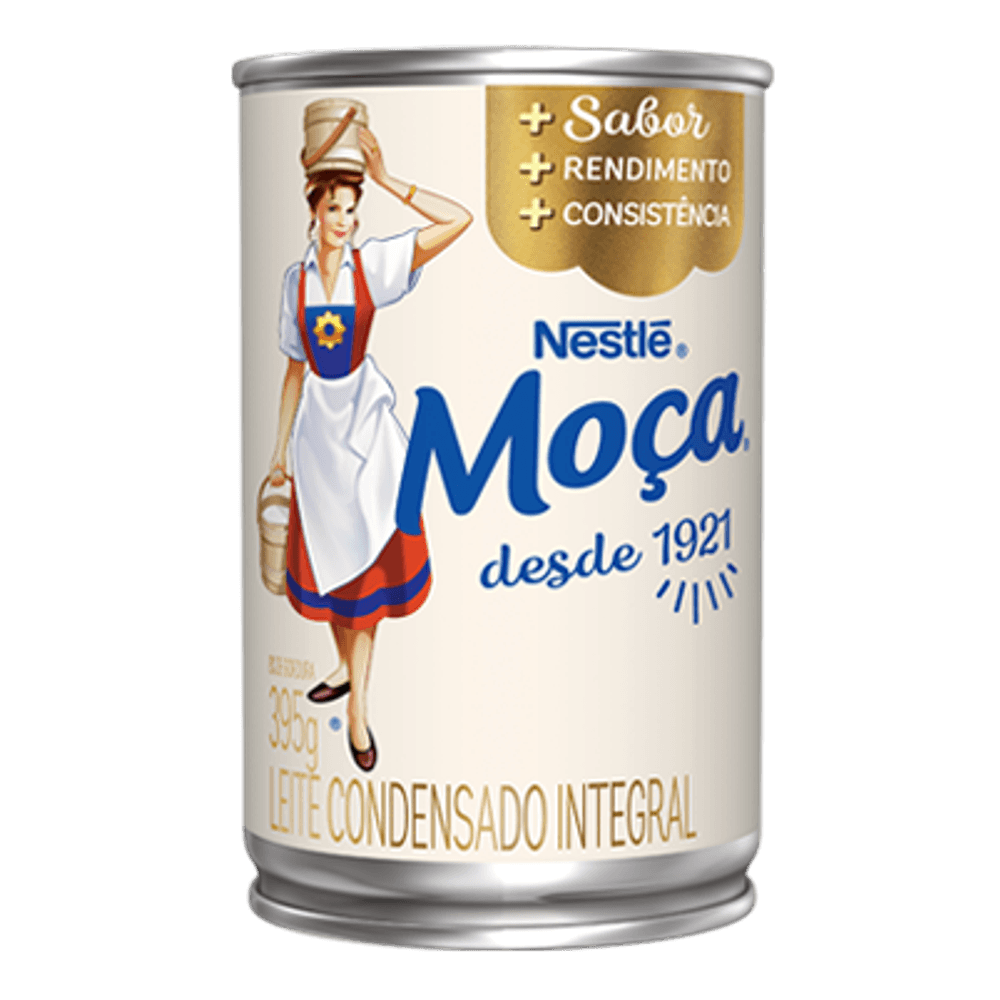 + Sabor
+ RENDIMENTO
+ CONSISTÊNCIA
Nestlé®
Moça®
desde 1921
395g
LEITE CONDENSADO INTEGRAL